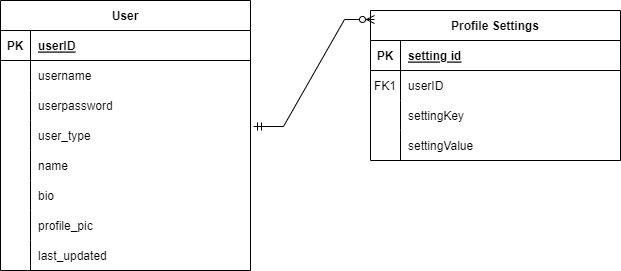 User
PK userID
username
userpassword
user_type
name
bio
profile_pic
last_updated
Profile Settings
PK setting id
FK1 userID
settingKey
settingValue